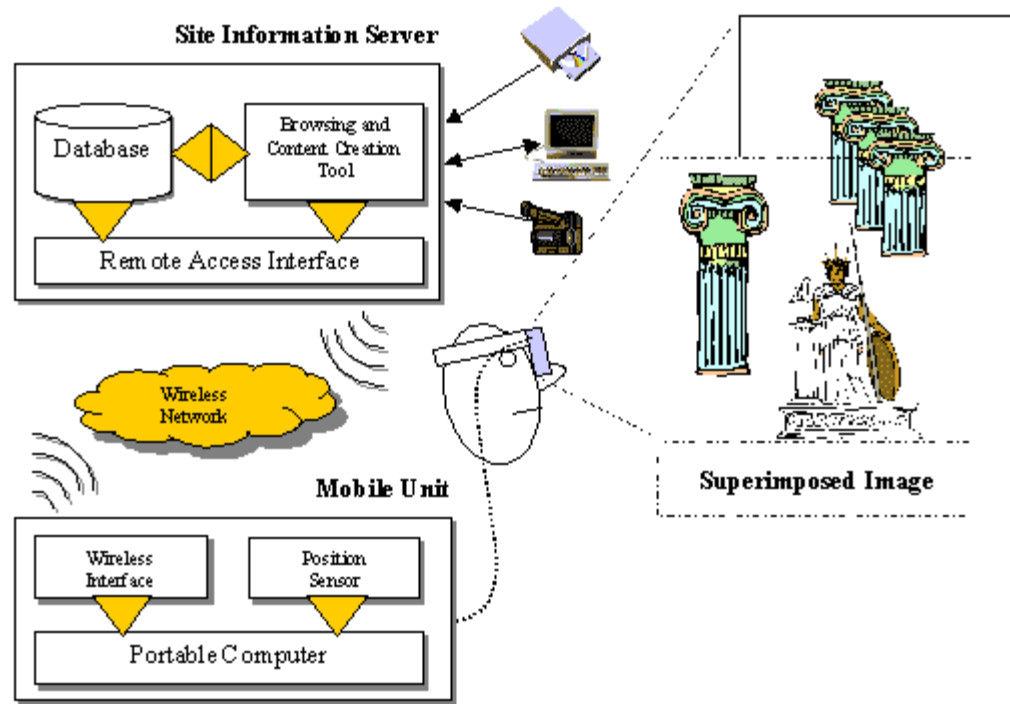 Site Information Server
Database
Browsing and
Content Creation
Tool
Remote Access Interface
Wireless
Network
Mobile Unit
Wireless
Interface
Position
Sensor
Portable Computer
Superimposed Image